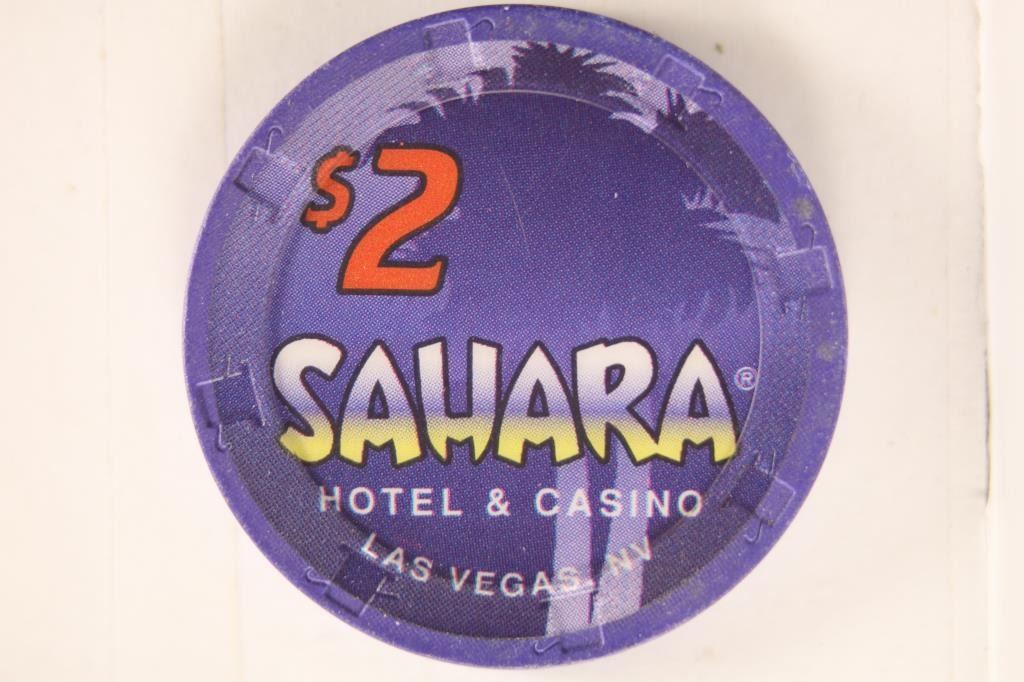 $2
SAHARA®
HOTEL & CASINO
LAS VEGAS, NV